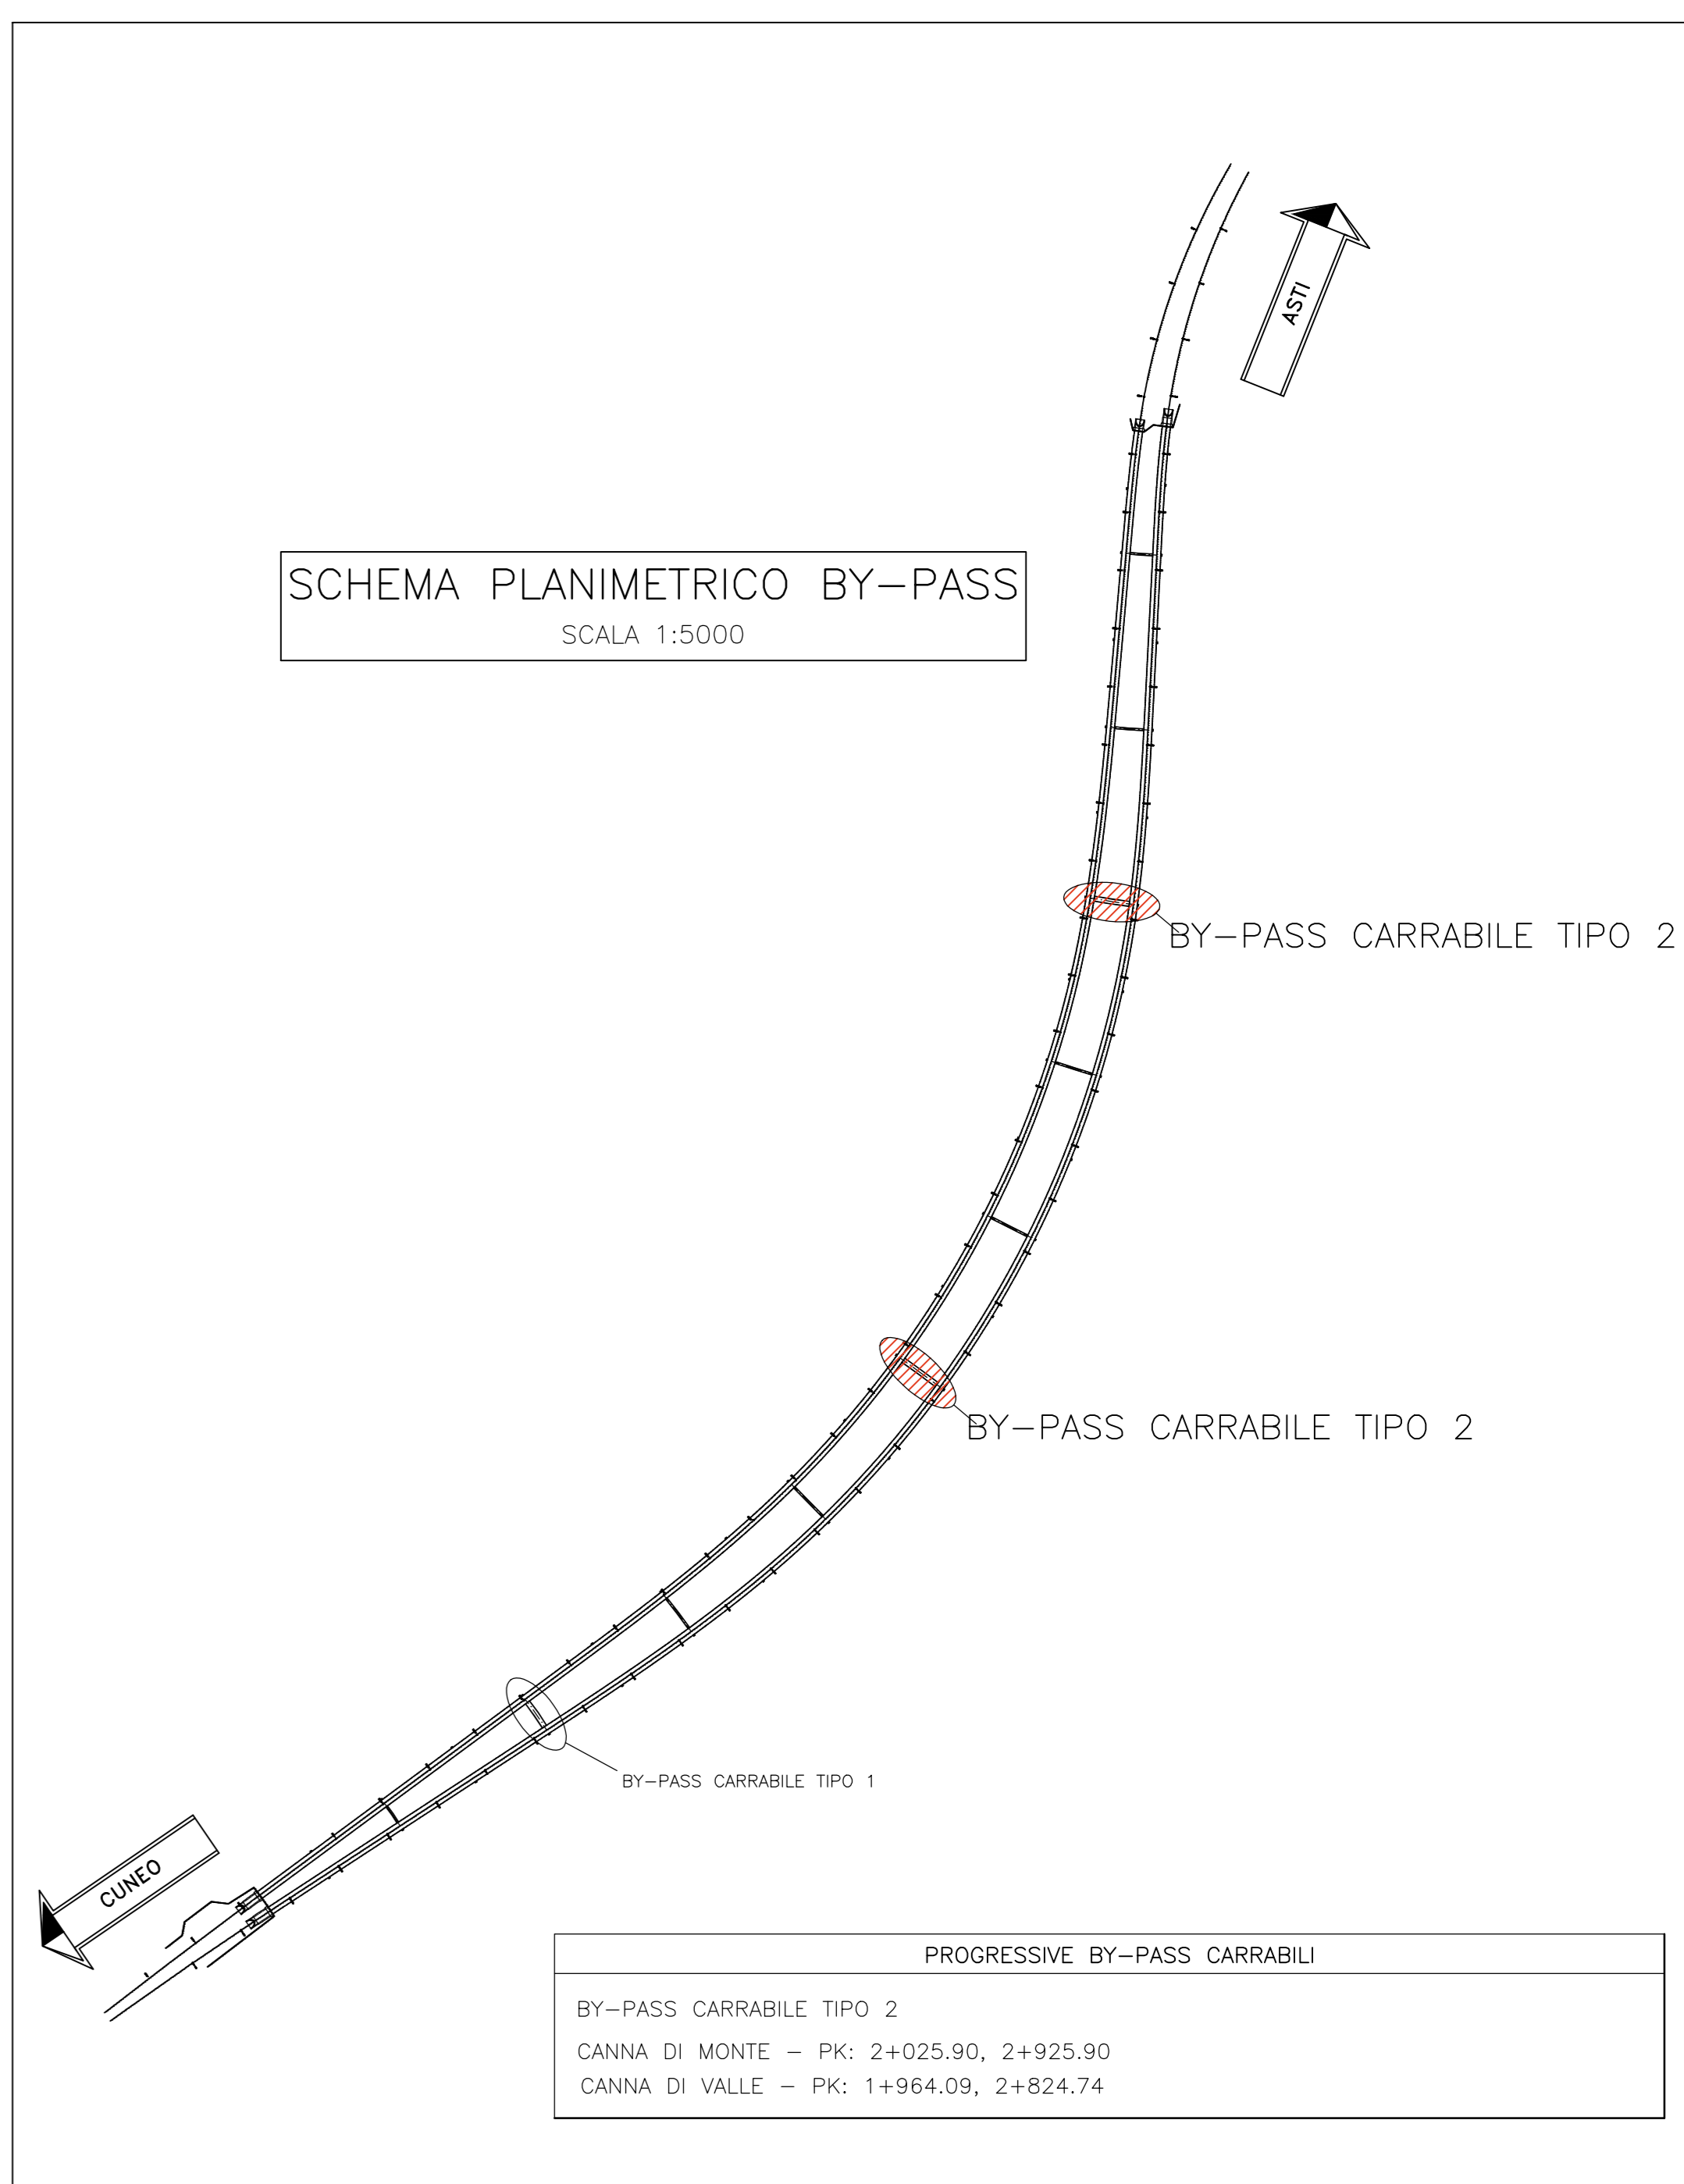 ASTI
SCHEMA PLANIMETRICO BY-PASS
SCALA 1:5000
BY-PASS CARRABILE TIPO 2
BY-PASS CARRABILE TIPO 2
BY-PASS CARRABILE TIPO 1
CUNEO
PROGRESSIVE BY-PASS CARRABILI
BY-PASS CARRABILE TIPO 2
CANNA DI MONTE - PK: 2+025.90, 2+925.90
CANNA DI VALLE - PK: 1+964.09, 2+824.74